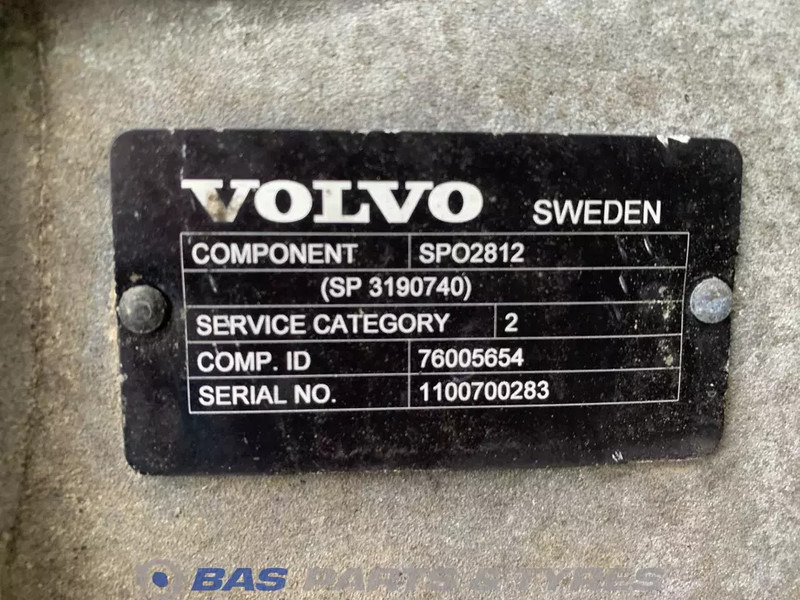 VOLVO SWEDEN
COMPONENT SPO2812
(SP 3190740)
SERVICE CATEGORY 2
COMP. ID 76005654
SERIAL NO. 1100700283
BAS PARTS & TYRES